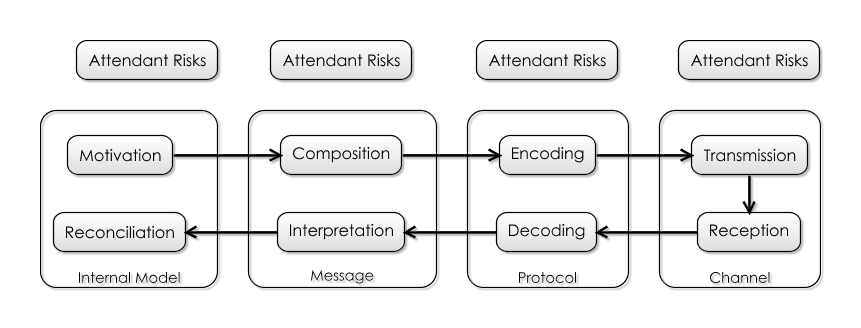 Attendant Risks
Attendant Risks
Attendant Risks
Attendant Risks
Motivation
Composition
Encoding
Transmission
Reconciliation
Interpretation
Decoding
Reception
Internal Model
Message
Protocol
Channel